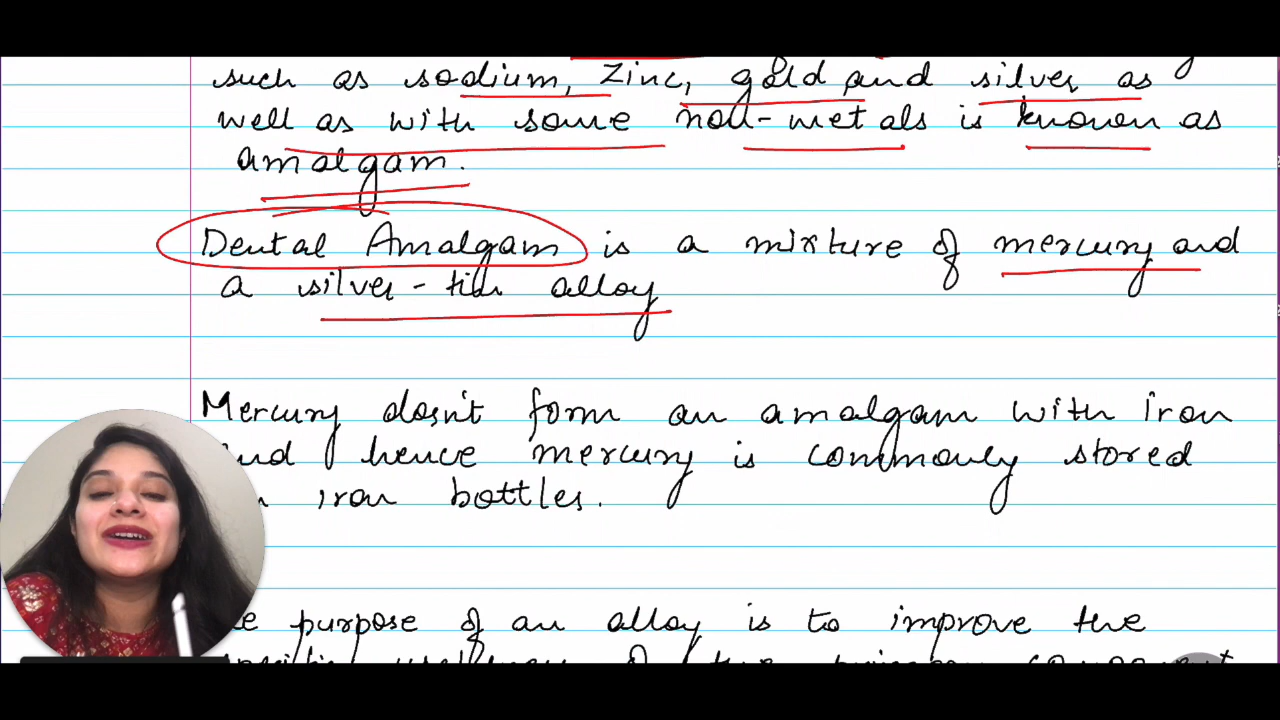 such as sodium, zinc, gold and silver as
well as with some non-metals is known as
amalgam.
Dental Amalgam is a mixture of mercury and
a silver-tin alloy
Mercury dosn't form an amalgam with iron
and hence mercury is commonly stored
iron bottles.
purpose of an alloy is to improve the